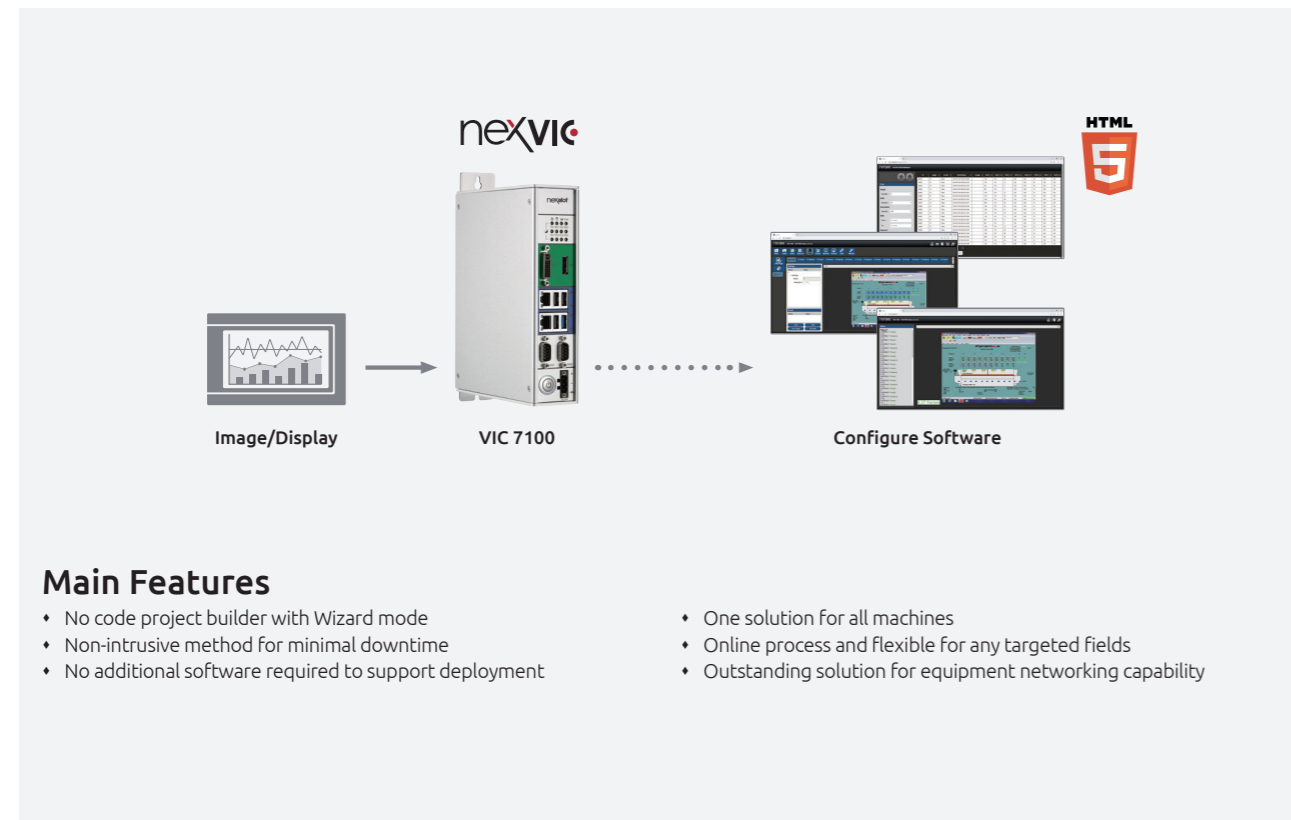 nexvic
HTML
5
nexpilot
Image/Display
VIC 7100
Configure Software
Main Features
No code project builder with Wizard mode
Non-intrusive method for minimal downtime
No additional software required to support deployment
One solution for all machines
Online process and flexible for any targeted fields
Outstanding solution for equipment networking capability